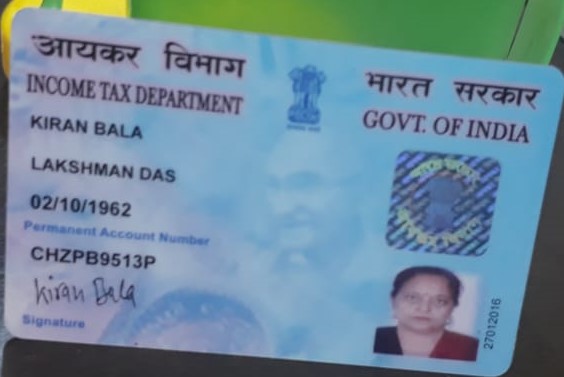 आयकर विभाग
INCOME TAX DEPARTMENT
भारत सरकार
GOVT. OF INDIA
KIRAN BALA
LAKSHMAN DAS
02/10/1962
Permanent Account Number
CHZPB9513P
Kiran Bala
Signature
27012016